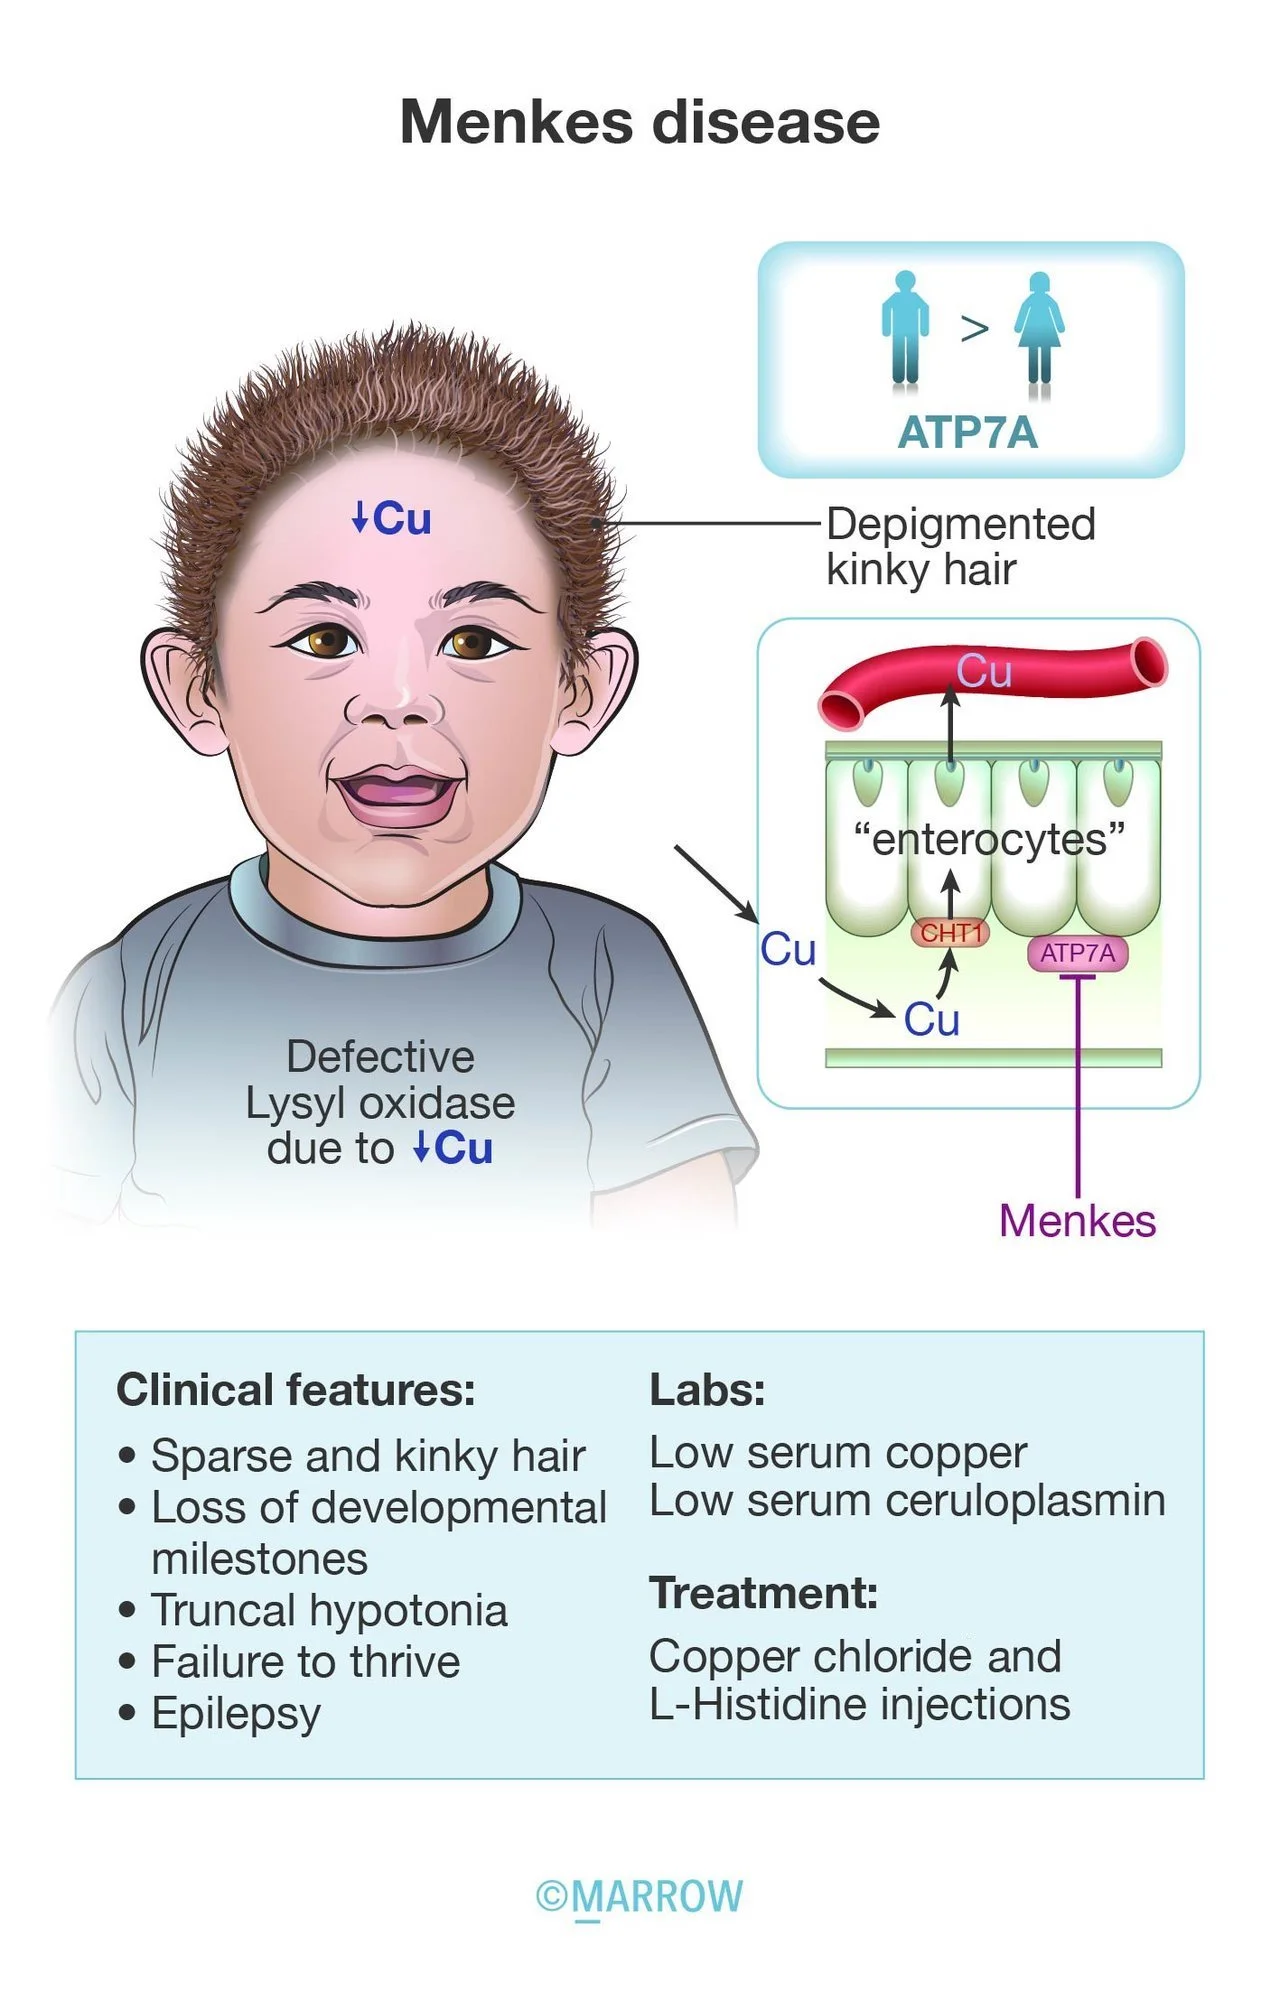 Menkes disease
>
ATP7A
↓Cu
Depigmented
kinky hair
Cu
"enterocytes"
CHT1
ATP7A
Cu
Cu
Menkes
Defective
Lysyl oxidase
due to ↓Cu
Clinical features:
• Sparse and kinky hair
• Loss of developmental
milestones
• Truncal hypotonia
• Failure to thrive
• Epilepsy
Labs:
Low serum copper
Low serum ceruloplasmin
Treatment:
Copper chloride and
L-Histidine injections
©MARROW